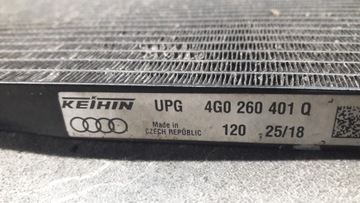 KEIHIN UPG 4G0 260 401 Q
Made in
CZECH REPUBLIC 120 25/18